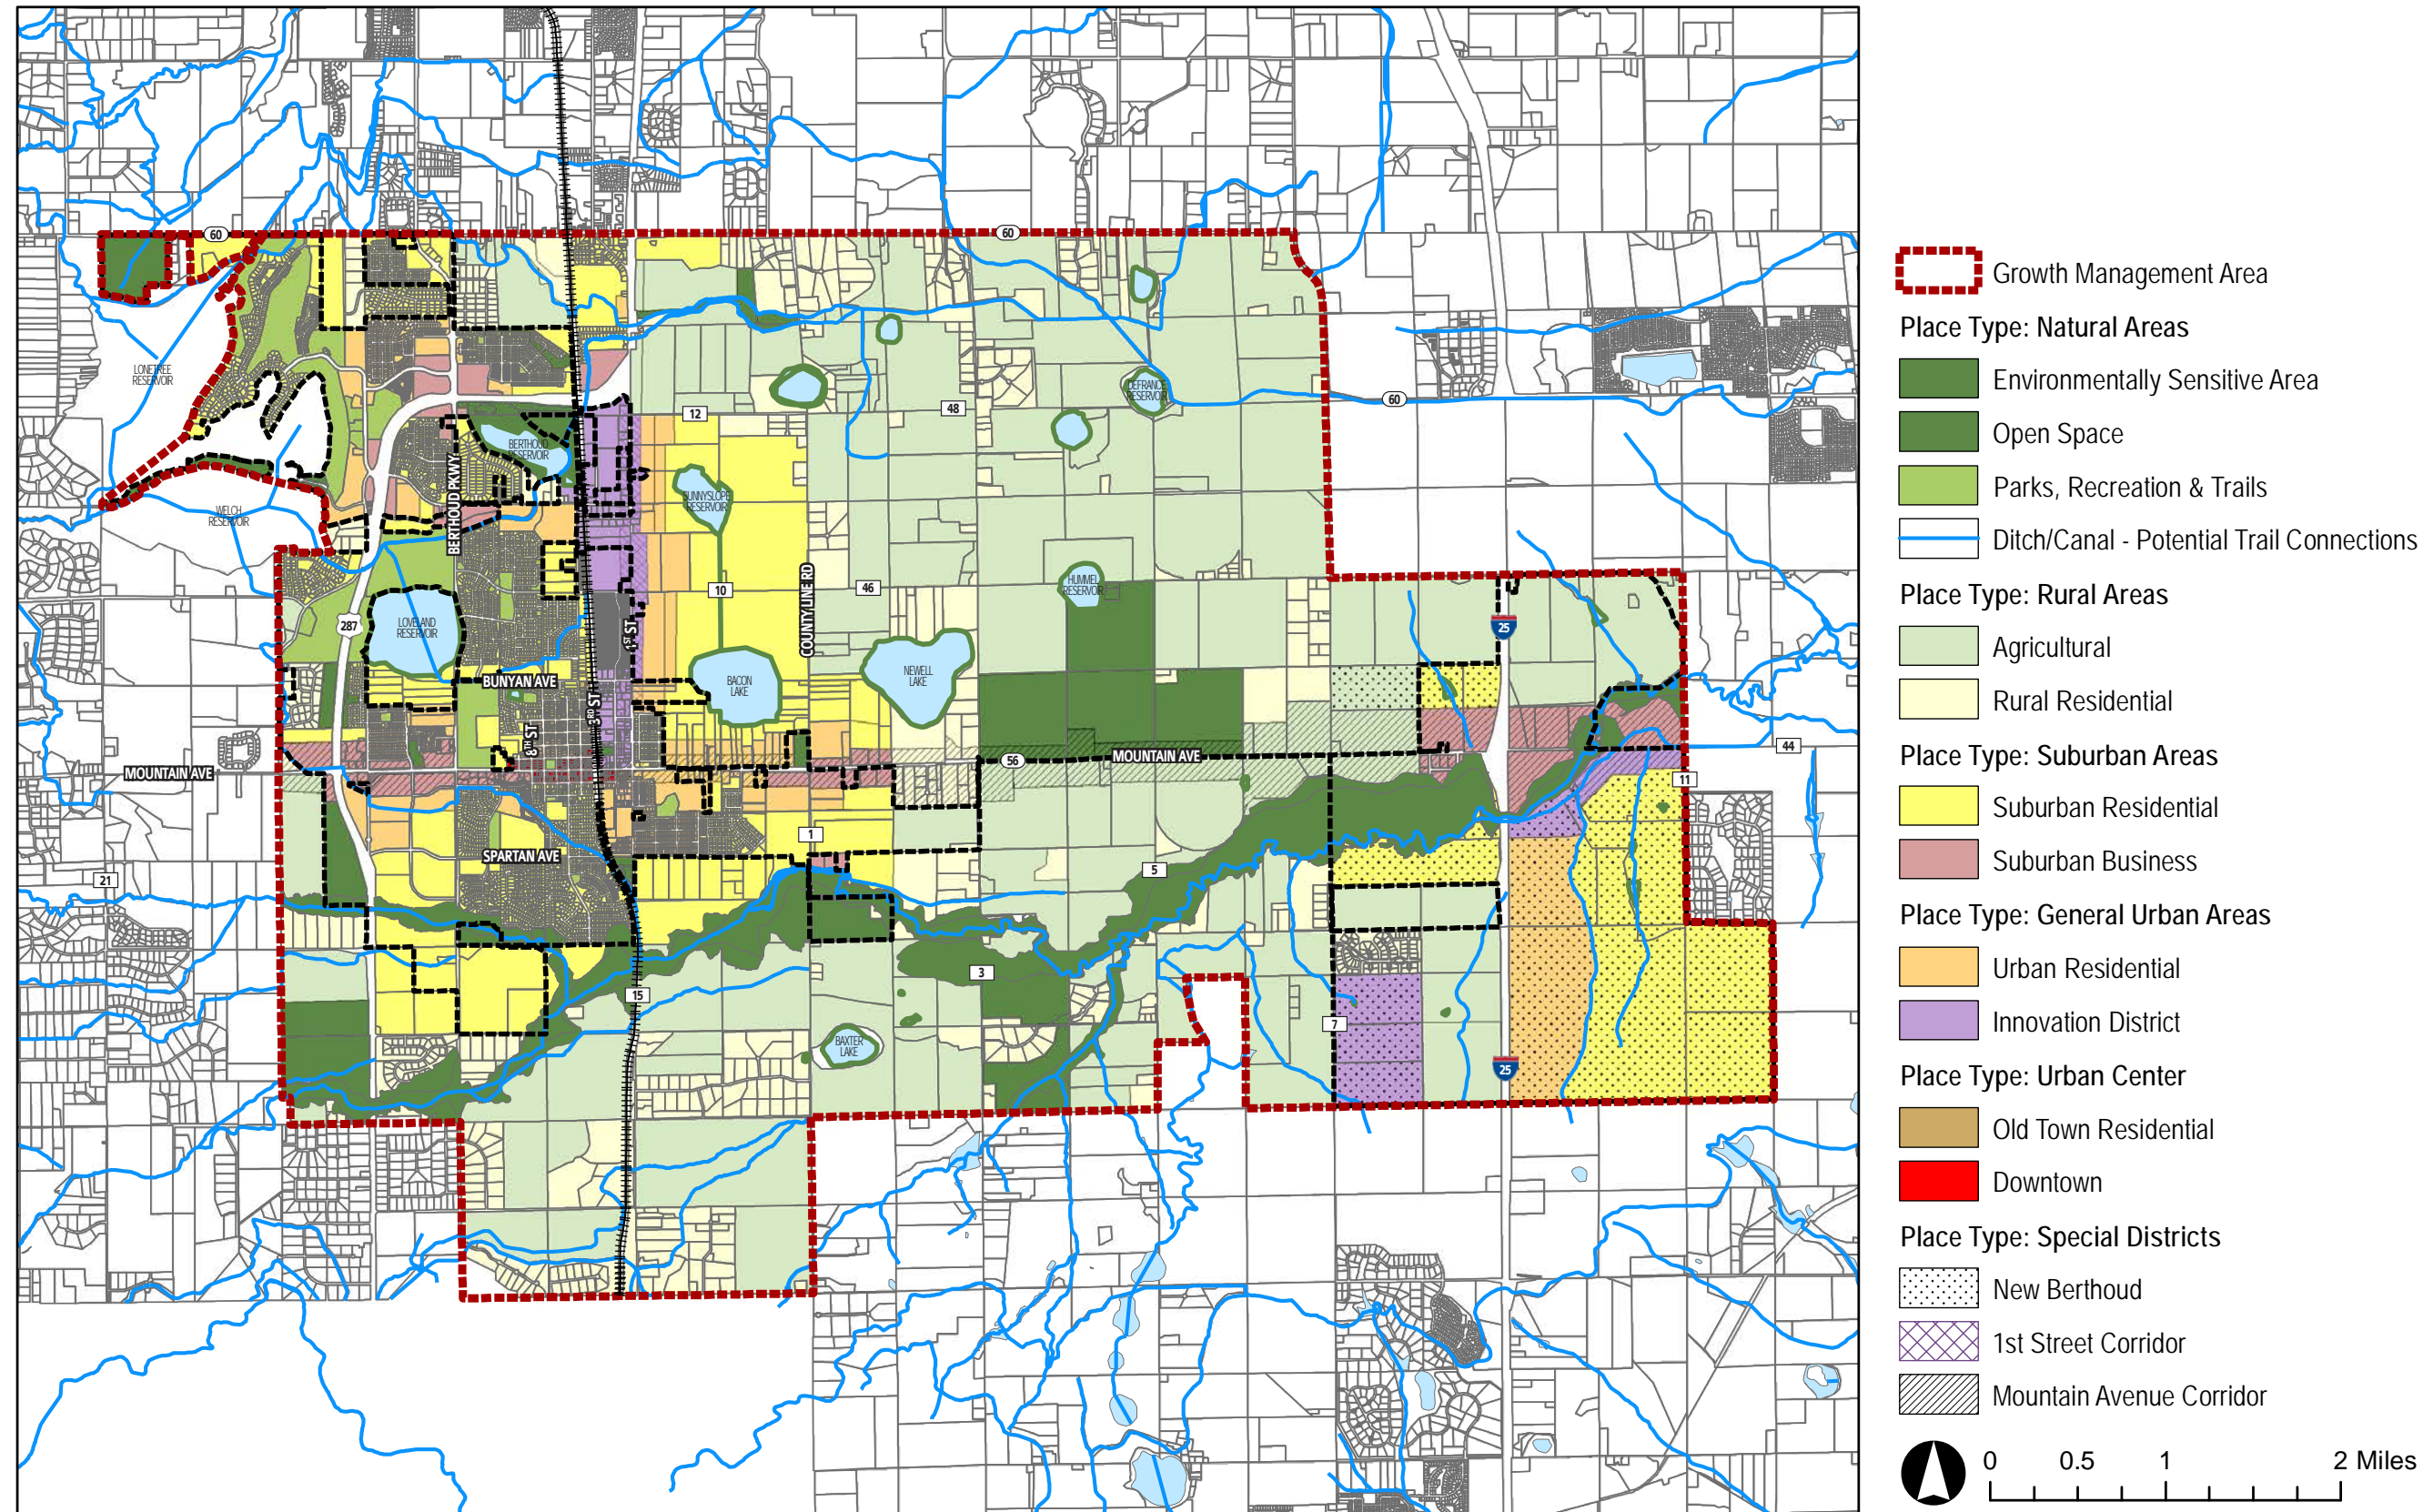 60
60
LONETREE
RESERVOIR
DEFRANCE
RESERVOIR
12
48
60
BERTHOUD
RESERVOIR
BERTHOUD PKWY
SUNNYSLOPE
RESERVOIR
WELCH
RESERVOIR
10
COUNTY LINE RD
46
HUMMEL
RESERVOIR
287
LOVELAND
RESERVOIR
1ST ST
25
BUNYAN AVE
BACON
LAKE
NEWELL
LAKE
3RD ST
8TH ST
MOUNTAIN AVE
56
MOUNTAIN AVE
44
11
1
SPARTAN AVE
5
21
3
15
7
BAXTER
LAKE
25
Growth Management Area
Place Type: Natural Areas
Environmentally Sensitive Area
Open Space
Parks, Recreation & Trails
Ditch/Canal - Potential Trail Connections
Place Type: Rural Areas
Agricultural
Rural Residential
Place Type: Suburban Areas
Suburban Residential
Suburban Business
Place Type: General Urban Areas
Urban Residential
Innovation District
Place Type: Urban Center
Old Town Residential
Downtown
Place Type: Special Districts
New Berthoud
1st Street Corridor
Mountain Avenue Corridor
0 0.5 1 2 Miles